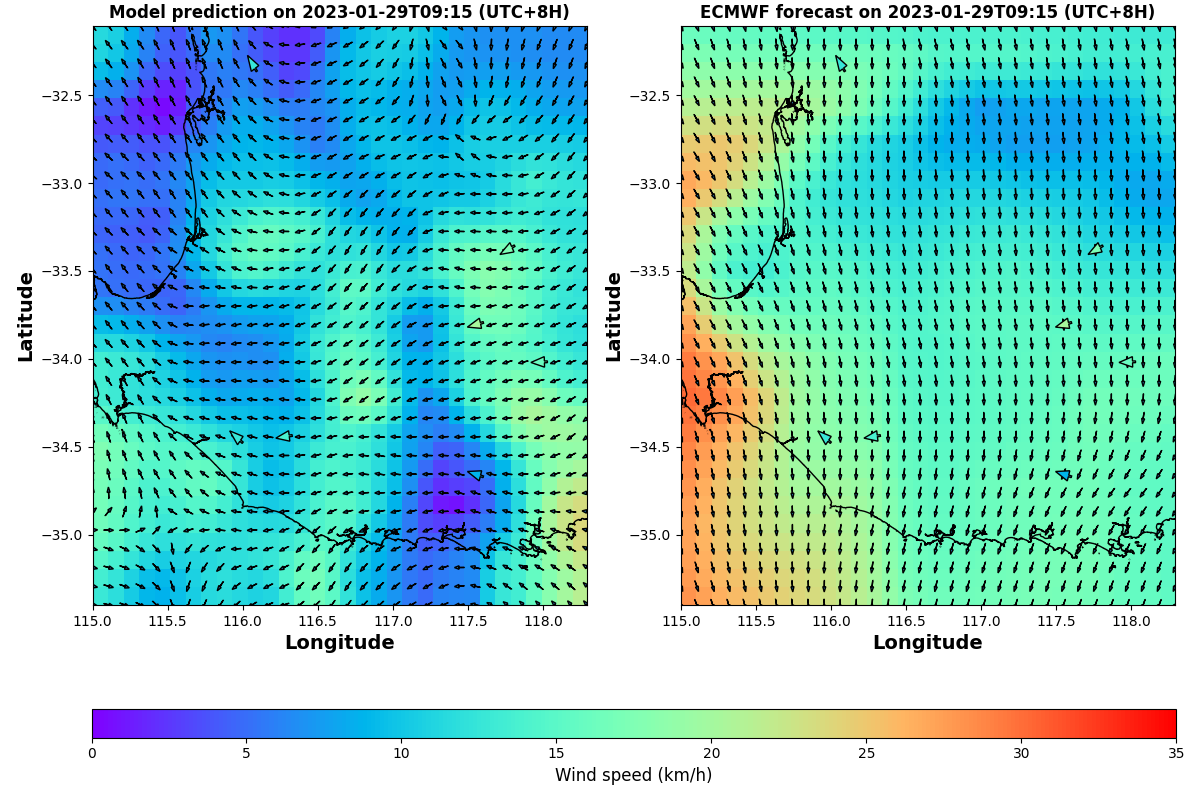 Model prediction on 2023-01-29T09:15 (UTC+8H)
ECMWF forecast on 2023-01-29T09:15 (UTC+8H)
Latitude
−32.5
−33.0
−33.5
−34.0
−34.5
−35.0
115.0 115.5 116.0 116.5 117.0 117.5 118.0
Longitude
Latitude
−32.5
−33.0
−33.5
−34.0
−34.5
−35.0
115.0 115.5 116.0 116.5 117.0 117.5 118.0
Longitude
0 5 10 15 20 25 30 35
Wind speed (km/h)